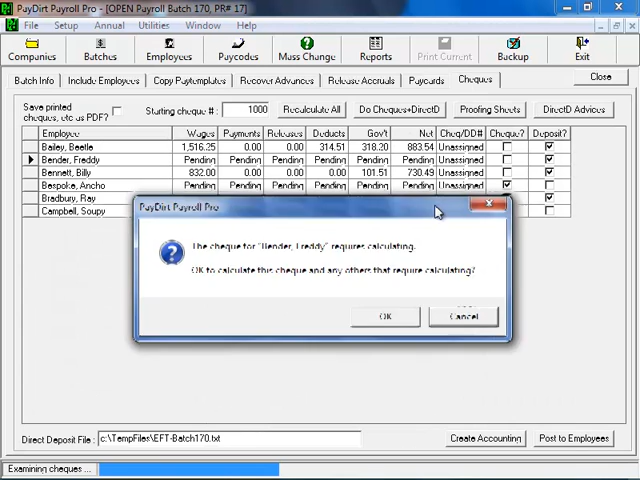 PayDirt Payroll Pro - [OPEN Payroll Batch 170, PR# 17]
File Setup Annual Utilities Window Help
Companies Batches Employees Paycodes Mass Change Reports Print Current Backup Exit
Batch Info Include Employees Copy Paytemplates Recover Advances Release Accruals Paycards Cheques Close
Save printed cheques, etc as PDF? Starting cheque #: 1000 Recalculate All Do Cheques+DirectD Proofing Sheets DirectD Advices
Employee Wages Payments Releases Deducts Gov't Net Cheq/DD# Cheque? Deposit?
Bailey, Beetle 1,516.25 0.00 0.00 314.51 318.20 883.54 Unassigned
Bender, Freddy Pending Pending Pending Pending Pending Pending Unassigned
Bennett, Billy 832.00 0.00 0.00 0.00 101.51 730.49 Unassigned
Bespoke, Ancho Pending Pending Pending Pending Pending Pending Unassigned
Bradbury, Ray
Campbell, Soupy
PayDirt Payroll Pro
The cheque for "Bender, Freddy" requires calculating.
OK to calculate this cheque and any others that require calculating?
OK Cancel
Direct Deposit File : c:\TempFiles\EFT-Batch170.txt Create Accounting Post to Employees
Examining cheques ...